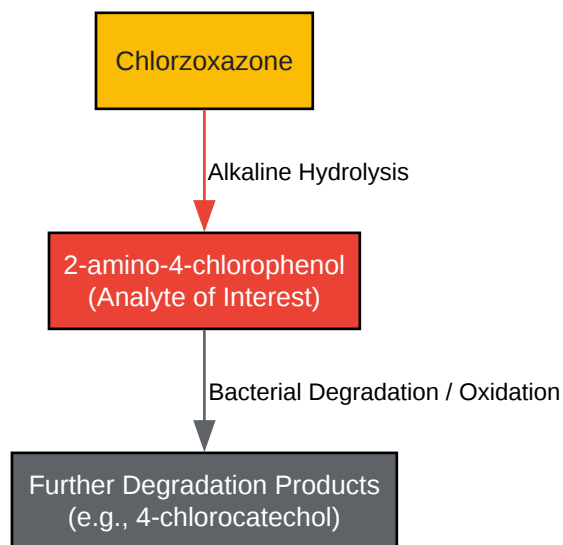 Chlorzoxazone
Alkaline Hydrolysis
2-amino-4-chlorophenol
(Analyte of Interest)
Bacterial Degradation / Oxidation
Further Degradation Products
(e.g., 4-chlorocatechol)